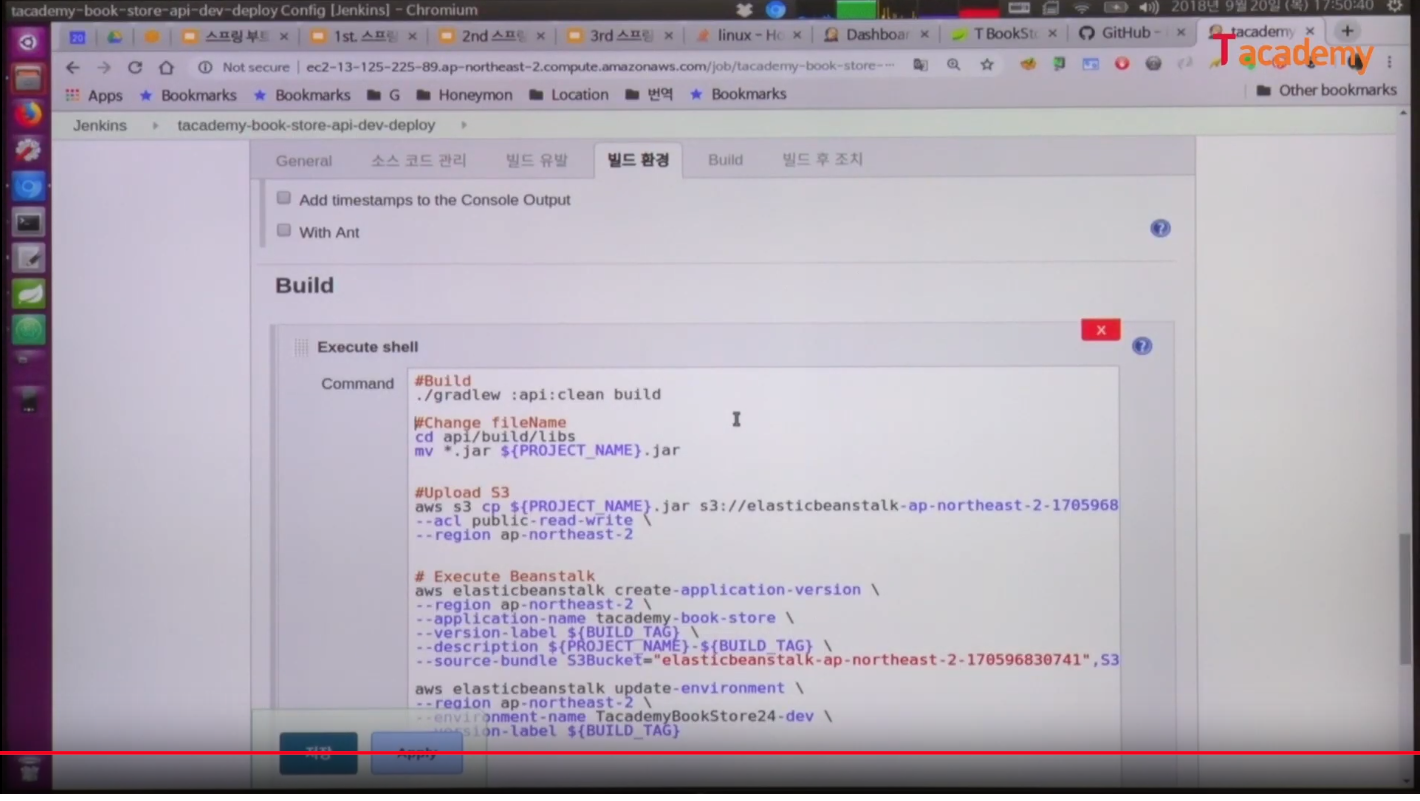 tacademy-book-store-api-dev-deploy Config [Jenkins] - Chromium
2018년 9월 20일 (목) 17:50:40
20
스프링 부트
1st. 스프링
2nd 스프링
3rd 스프링
linux - Ho
Dashboar
T BookSto
GitHub -
tacademy
Tacademy
Not secure | ec2-13-125-225-89.ap-northeast-2.compute.amazonaws.com/job/tacademy-book-store-
Apps
Bookmarks
Bookmarks
G
Honeymon
Location
번역
Bookmarks
Other bookmarks
Jenkins
tacademy-book-store-api-dev-deploy
General
소스 코드 관리
빌드 유발
빌드 환경
Build
빌드 후 조치
Add timestamps to the Console Output
With Ant
Build
X
Execute shell
Command
#Build
./gradlew :api:clean build
#Change fileName
cd api/build/libs
mv *.jar ${PROJECT_NAME}.jar
#Upload S3
aws s3 cp ${PROJECT_NAME}.jar s3://elasticbeanstalk-ap-northeast-2-1705968
--acl public-read-write \
--region ap-northeast-2
# Execute Beanstalk
aws elasticbeanstalk create-application-version \
--region ap-northeast-2 \
--application-name tacademy-book-store \
--version-label ${BUILD_TAG} \
--description ${PROJECT_NAME}-${BUILD_TAG} \
--source-bundle S3Bucket="elasticbeanstalk-ap-northeast-2-170596830741",S3
aws elasticbeanstalk update-environment \
--region ap-northeast-2 \
--environment-name TacademyBookStore24-dev \
--version-label ${BUILD_TAG}
저장
Apply